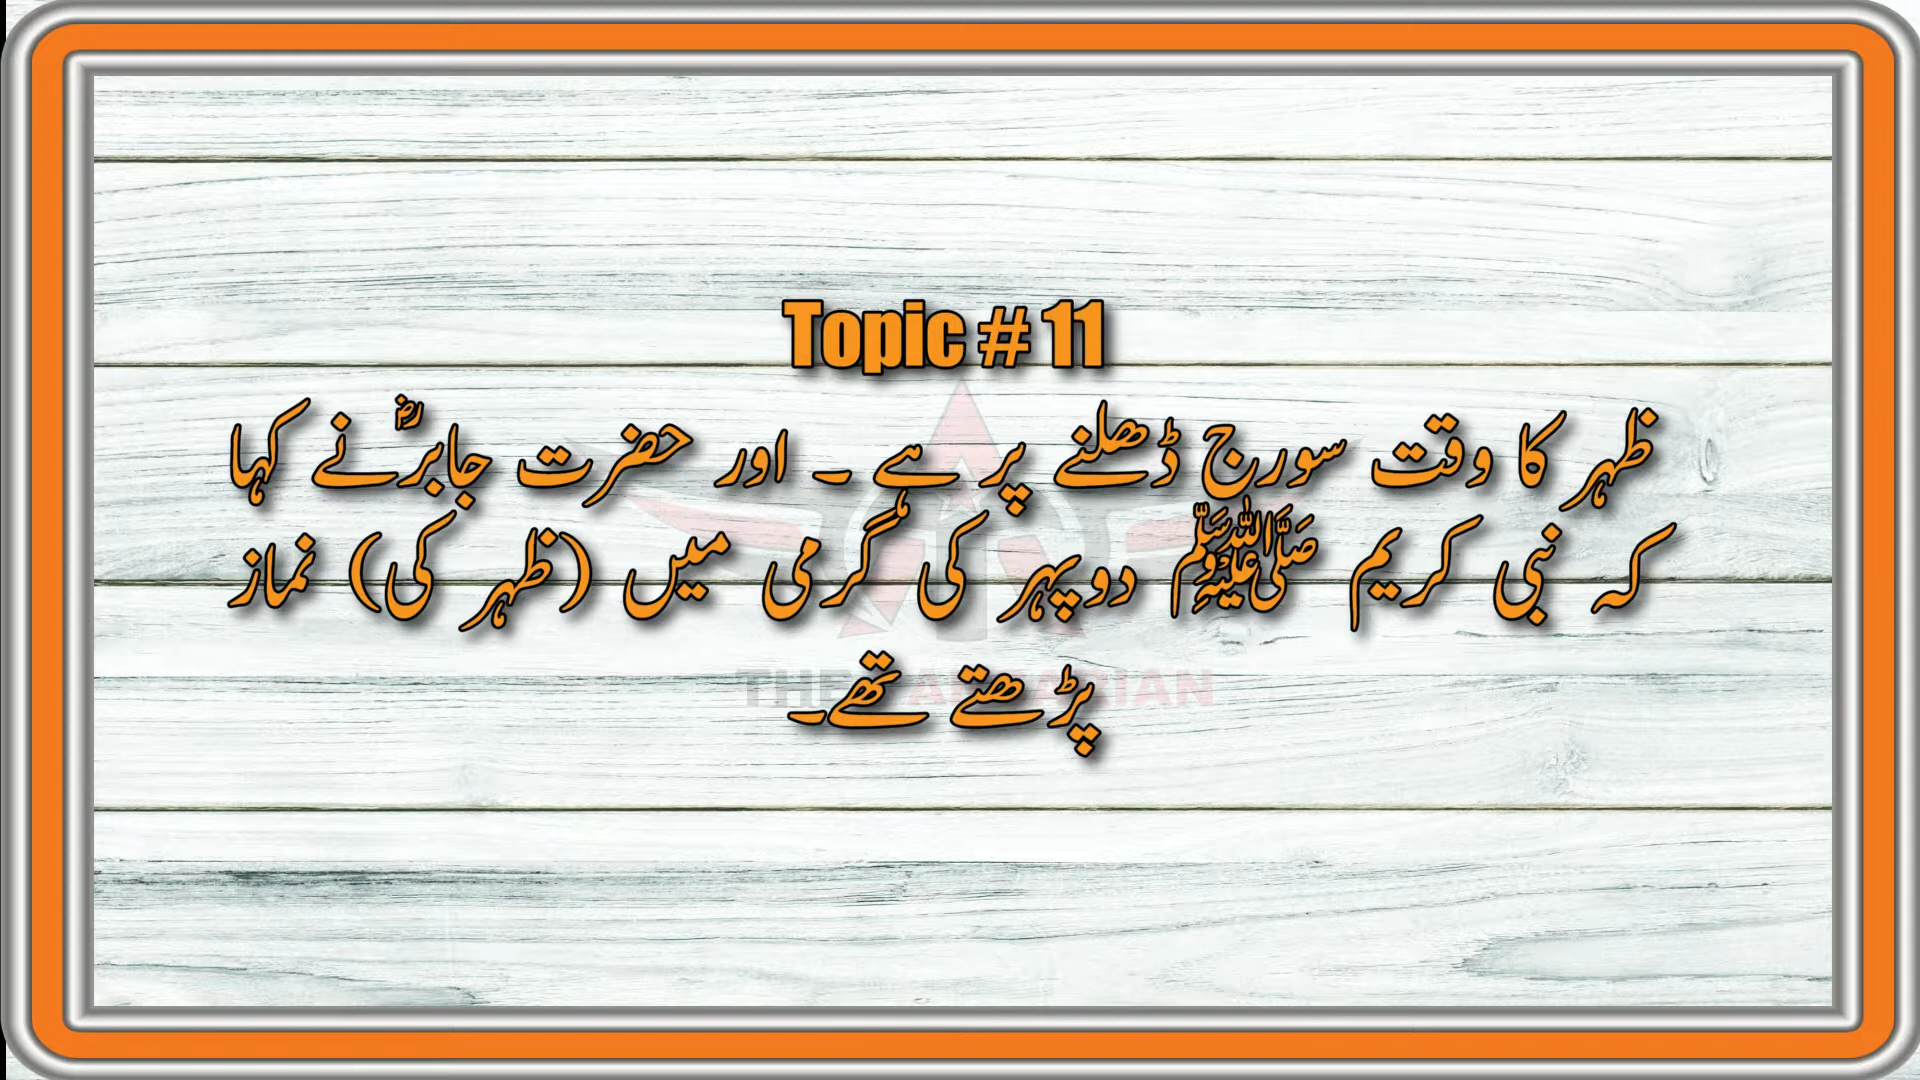 Topic # 11
ظہر کا وقت سورج ڈھلنے پر ہے ۔ اور حضرت جابرؓنے کہا
کہ نبی کریم ﷺ دوپہر کی گرمی میں (ظہر کی) نماز
پڑھتے تھے۔